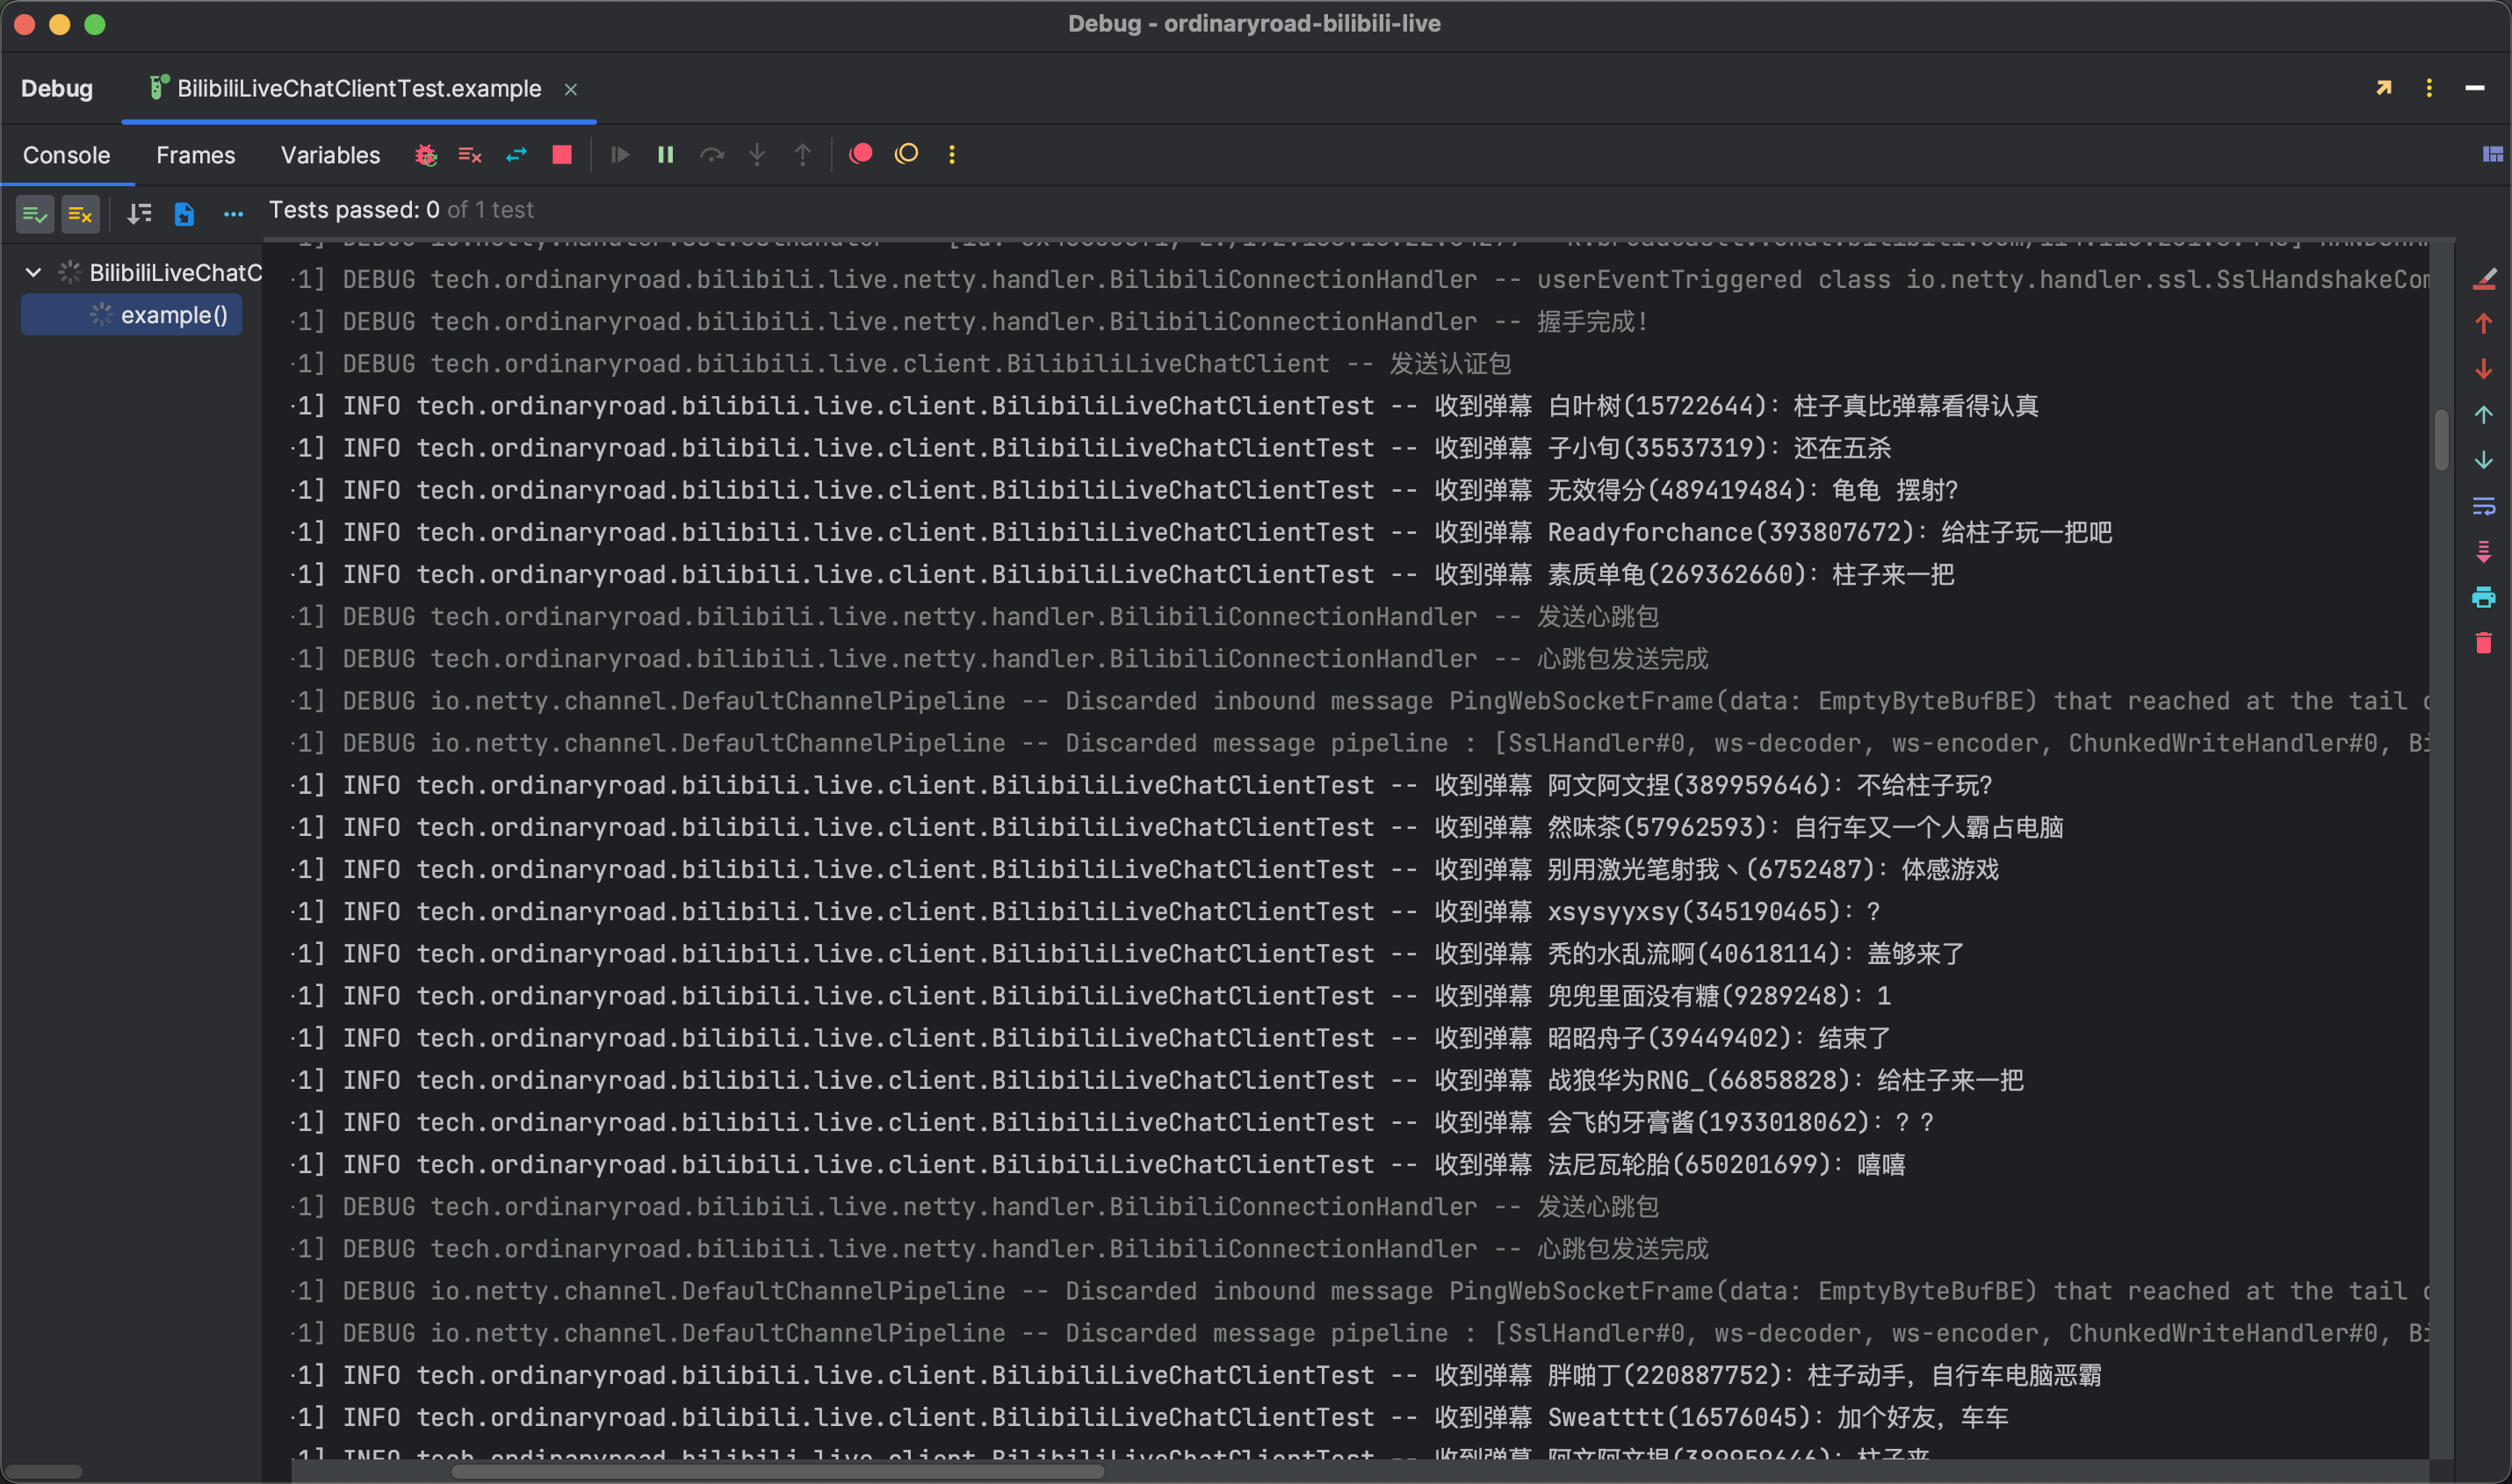 Debug - ordinaryroad-bilibili-live
Debug BilibiliLiveChatClientTest.example
Console Frames Variables
Tests passed: 0 of 1 test
BilibiliLiveChatC
example()
1] DEBUG tech.ordinaryroad.bilibili.live.netty.handler.BilibiliConnectionHandler -- userEventTriggered class io.netty.handler.ssl.SslHandshakeCom
1] DEBUG tech.ordinaryroad.bilibili.live.netty.handler.BilibiliConnectionHandler -- 握手完成!
1] DEBUG tech.ordinaryroad.bilibili.live.client.BilibiliLiveChatClient -- 发送认证包
1] INFO tech.ordinaryroad.bilibili.live.client.BilibiliLiveChatClientTest -- 收到弹幕 白叶树(15722644): 柱子真比弹幕看得认真
1] INFO tech.ordinaryroad.bilibili.live.client.BilibiliLiveChatClientTest -- 收到弹幕 子小旬(35537319): 还在五杀
1] INFO tech.ordinaryroad.bilibili.live.client.BilibiliLiveChatClientTest -- 收到弹幕 无效得分(489419484): 龟龟 摆射?
1] INFO tech.ordinaryroad.bilibili.live.client.BilibiliLiveChatClientTest -- 收到弹幕 Readyforchance(393807672): 给柱子玩一把吧
1] INFO tech.ordinaryroad.bilibili.live.client.BilibiliLiveChatClientTest -- 收到弹幕 素质单龟(269362660): 柱子来一把
1] DEBUG tech.ordinaryroad.bilibili.live.netty.handler.BilibiliConnectionHandler -- 发送心跳包
1] DEBUG tech.ordinaryroad.bilibili.live.netty.handler.BilibiliConnectionHandler -- 心跳包发送完成
1] DEBUG io.netty.channel.DefaultChannelPipeline -- Discarded inbound message PingWebSocketFrame(data: EmptyByteBufBE) that reached at the tail
1] DEBUG io.netty.channel.DefaultChannelPipeline -- Discarded message pipeline : [SslHandler#0, ws-decoder, ws-encoder, ChunkedWriteHandler#0, Bi
1] INFO tech.ordinaryroad.bilibili.live.client.BilibiliLiveChatClientTest -- 收到弹幕 阿文阿文捏(389959646): 不给柱子玩?
1] INFO tech.ordinaryroad.bilibili.live.client.BilibiliLiveChatClientTest -- 收到弹幕 然味茶(57962593): 自行车又一个人霸占电脑
1] INFO tech.ordinaryroad.bilibili.live.client.BilibiliLiveChatClientTest -- 收到弹幕 别用激光笔射我丶(6752487): 体感游戏
1] INFO tech.ordinaryroad.bilibili.live.client.BilibiliLiveChatClientTest -- 收到弹幕 xsysyyxsy(345190465): ?
1] INFO tech.ordinaryroad.bilibili.live.client.BilibiliLiveChatClientTest -- 收到弹幕 秃的水乱流啊(40618114): 盖够来了
1] INFO tech.ordinaryroad.bilibili.live.client.BilibiliLiveChatClientTest -- 收到弹幕 兜兜里面没有糖(9289248): 1
1] INFO tech.ordinaryroad.bilibili.live.client.BilibiliLiveChatClientTest -- 收到弹幕 昭昭舟子(39449402): 结束了
1] INFO tech.ordinaryroad.bilibili.live.client.BilibiliLiveChatClientTest -- 收到弹幕 战狼华为RNG_(66858828): 给柱子来一把
1] INFO tech.ordinaryroad.bilibili.live.client.BilibiliLiveChatClientTest -- 收到弹幕 会飞的牙膏酱(1933018062): ？？
1] INFO tech.ordinaryroad.bilibili.live.client.BilibiliLiveChatClientTest -- 收到弹幕 法尼瓦轮胎(650201699): 嘻嘻
1] DEBUG tech.ordinaryroad.bilibili.live.netty.handler.BilibiliConnectionHandler -- 发送心跳包
1] DEBUG tech.ordinaryroad.bilibili.live.netty.handler.BilibiliConnectionHandler -- 心跳包发送完成
1] DEBUG io.netty.channel.DefaultChannelPipeline -- Discarded inbound message PingWebSocketFrame(data: EmptyByteBufBE) that reached at the tail
1] DEBUG io.netty.channel.DefaultChannelPipeline -- Discarded message pipeline : [SslHandler#0, ws-decoder, ws-encoder, ChunkedWriteHandler#0, Bi
1] INFO tech.ordinaryroad.bilibili.live.client.BilibiliLiveChatClientTest -- 收到弹幕 胖啪丁(220887752): 柱子动手，自行车电脑恶霸
1] INFO tech.ordinaryroad.bilibili.live.client.BilibiliLiveChatClientTest -- 收到弹幕 Sweatttt(16576045): 加个好友，车车
1] INFO tech.ordinaryroad.bilibili.live.client.BilibiliLiveChatClientTest -- 收到弹幕 阿文阿文捏(389959646): 柱子来